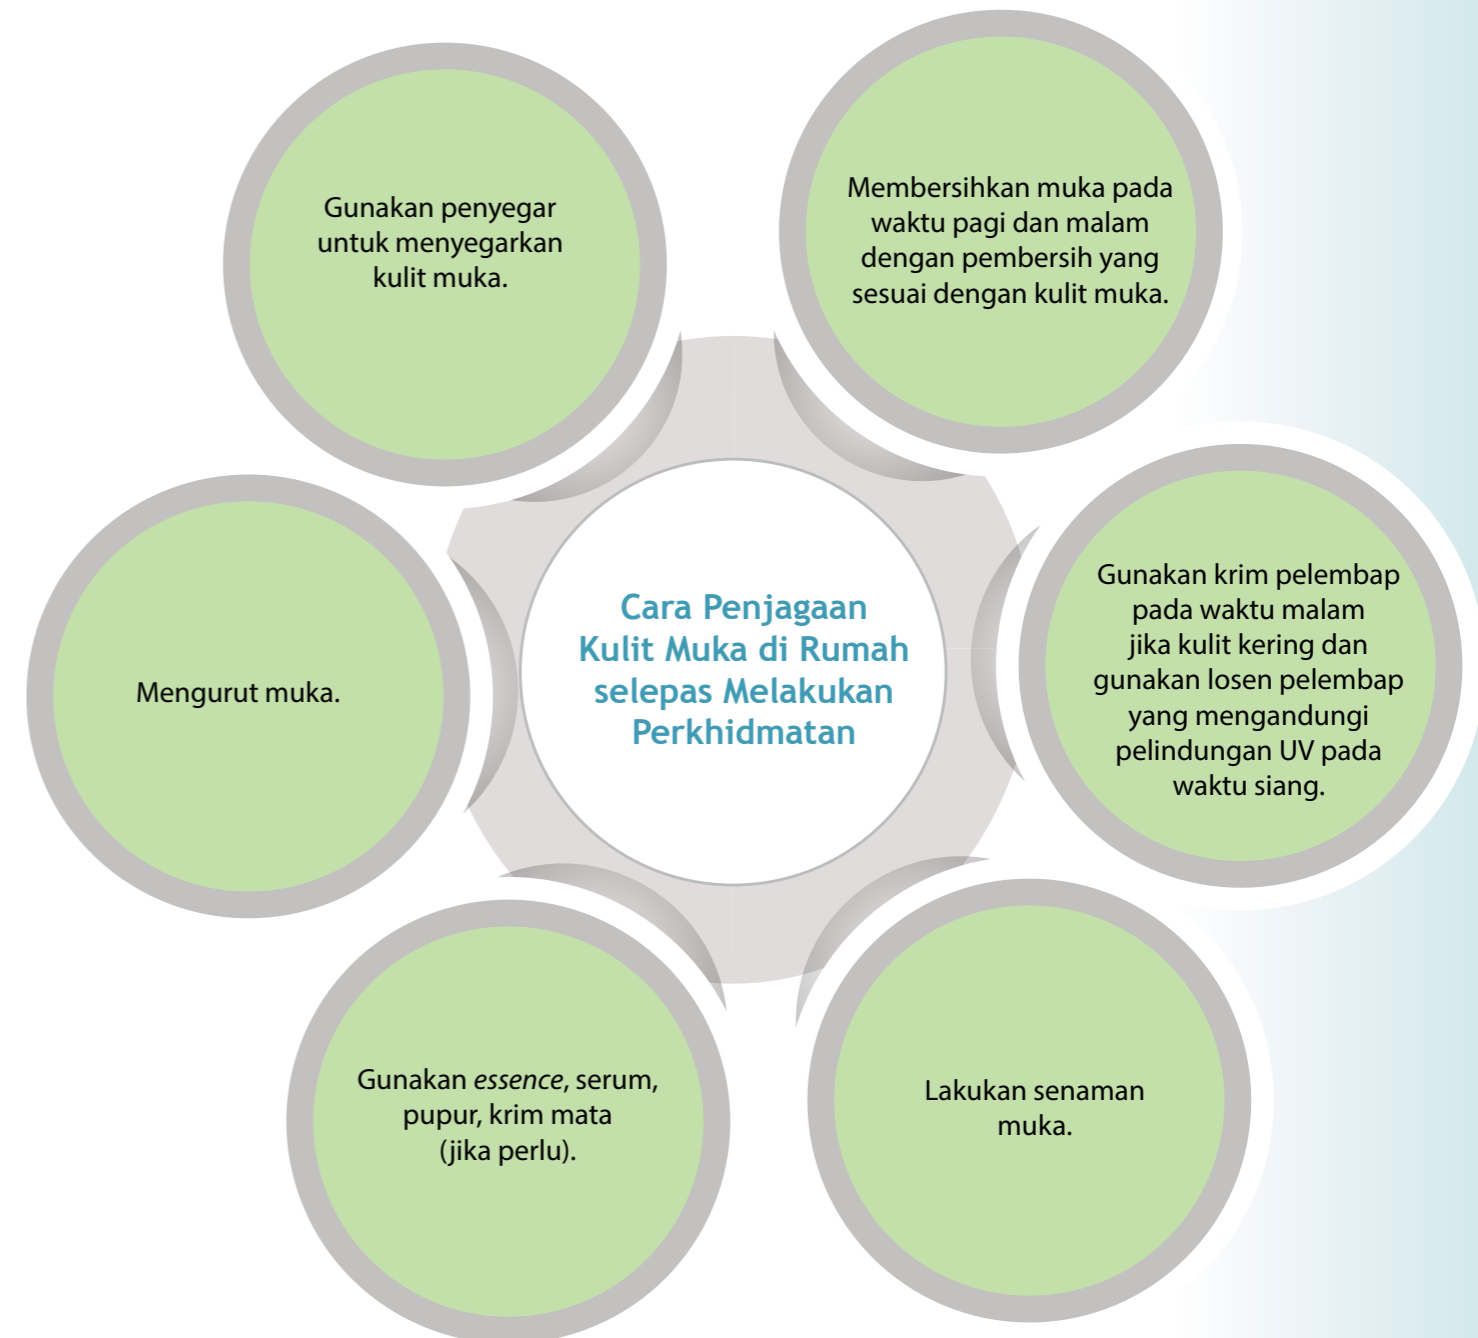 Gunakan penyegar
untuk menyegarkan
kulit muka.
Membersihkan muka pada
waktu pagi dan malam
dengan pembersih yang
sesuai dengan kulit muka.
Cara Penjagaan
Kulit Muka di Rumah
selepas Melakukan
Perkhidmatan
Gunakan krim pelembap
pada waktu malam
jika kulit kering dan
gunakan losen pelembap
yang mengandungi
pelindungan UV pada
waktu siang.
Mengurut muka.
Gunakan essence, serum,
pupur, krim mata
(jika perlu).
Lakukan senaman
muka.